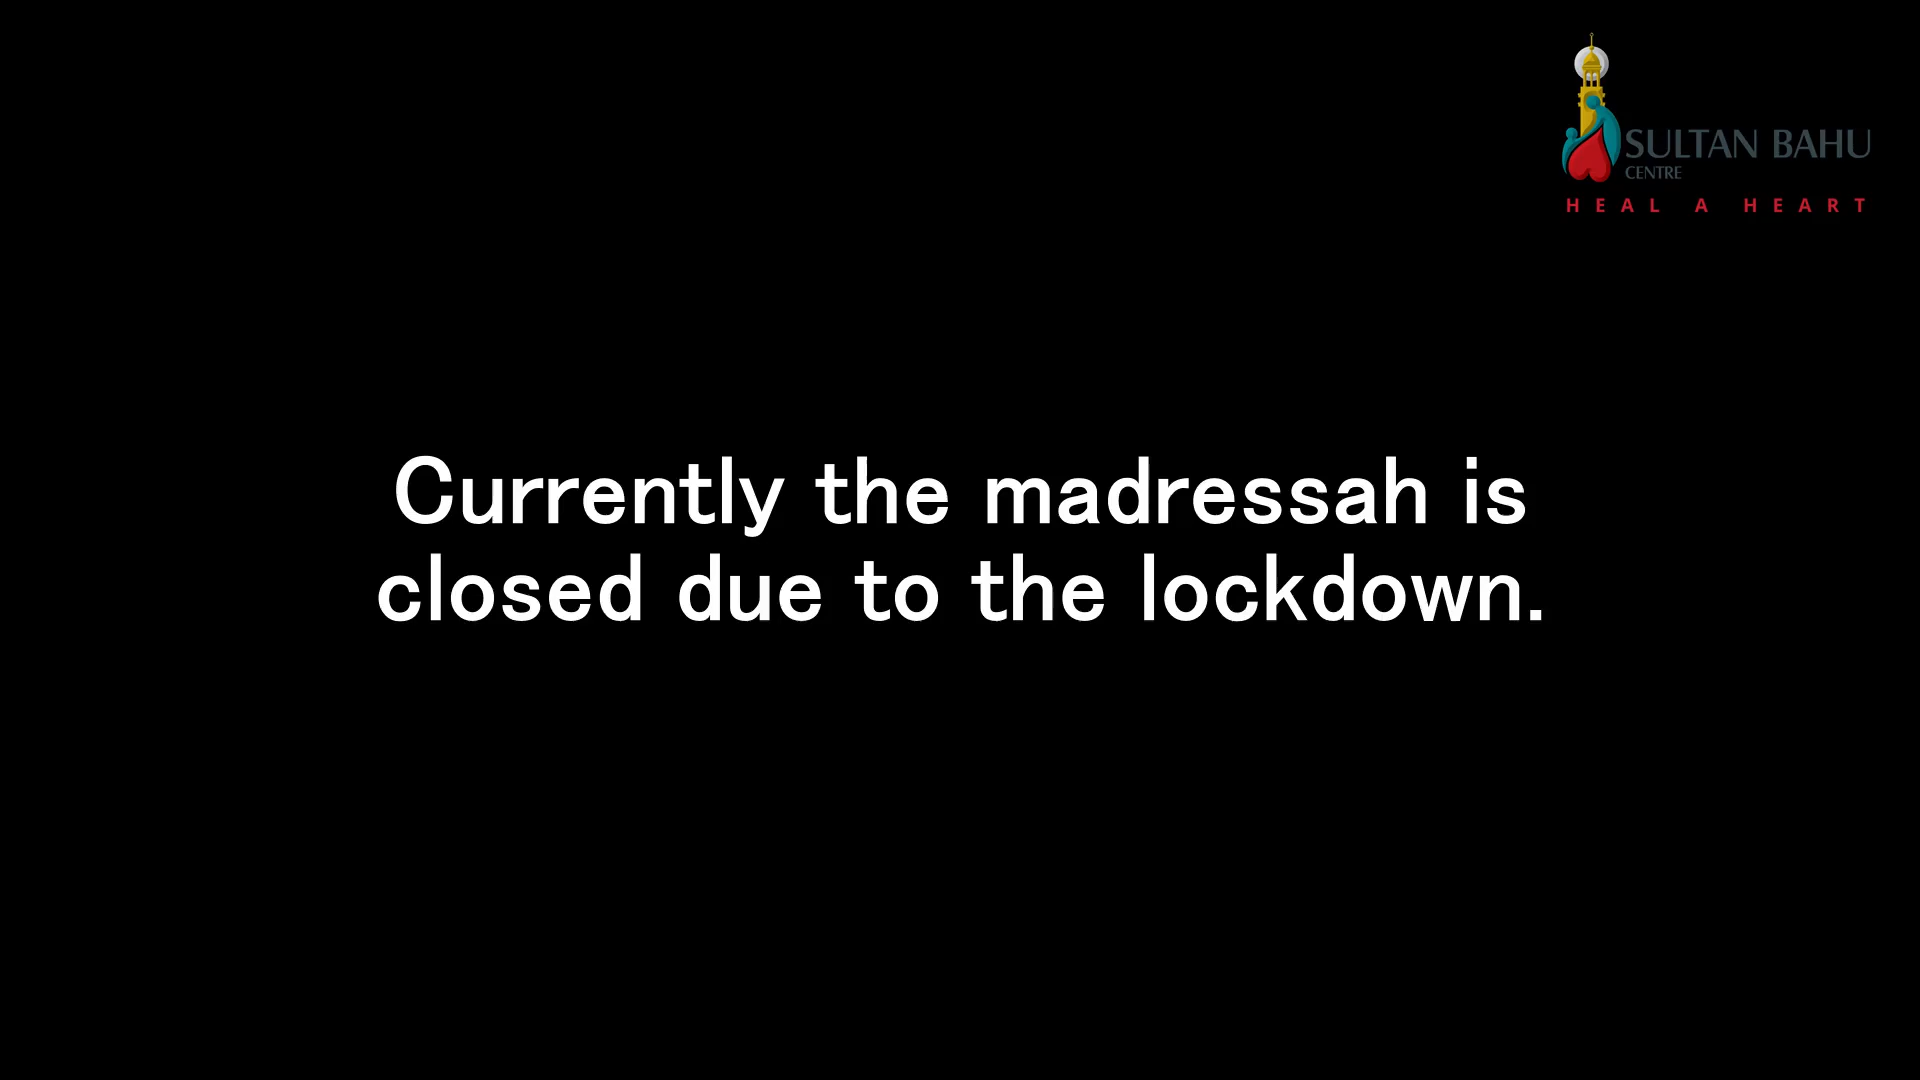 SULTAN BAHU
CENTRE
HEAL A HEART
Currently the madressah is
closed due to the lockdown.